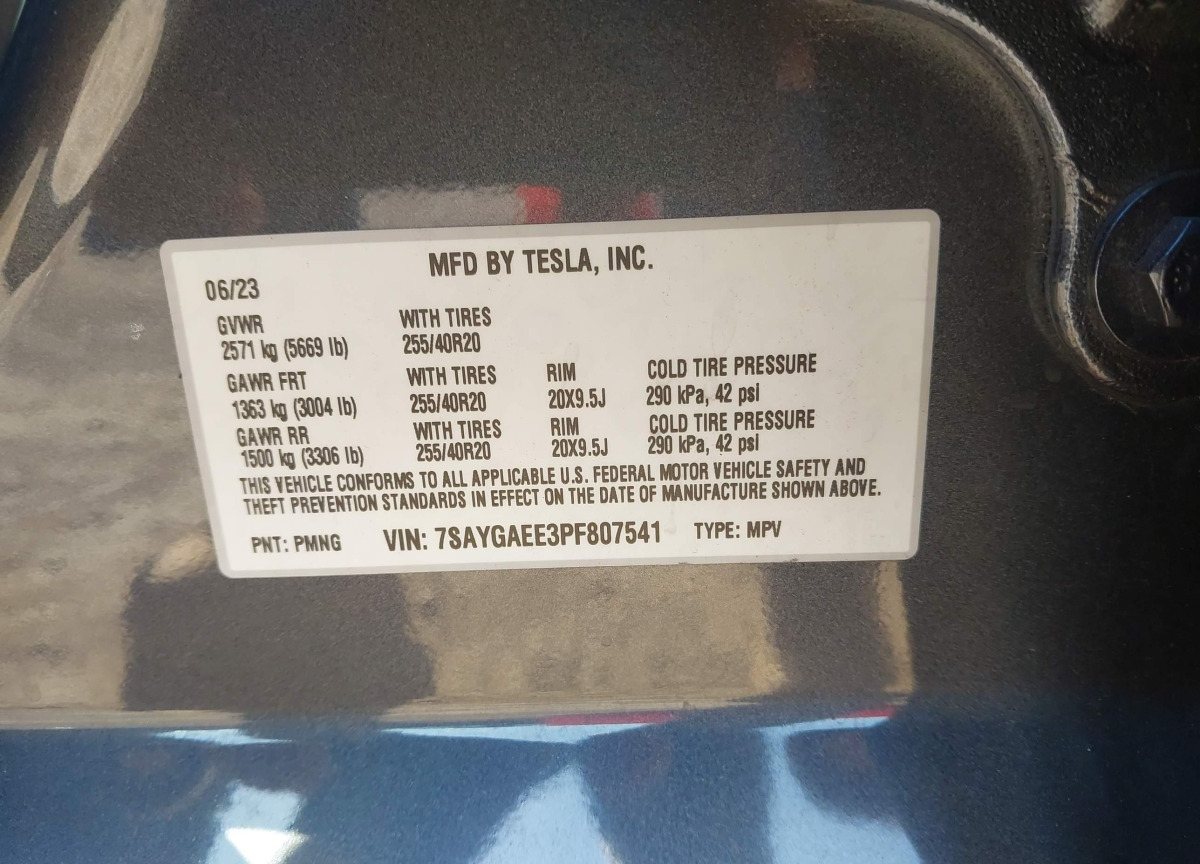 MFD BY TESLA, INC.
06/23
GVWR WITH TIRES
2571 kg (5669 lb) 255/40R20
GAWR FRT WITH TIRES RIM COLD TIRE PRESSURE
1363 kg (3004 lb) 255/40R20 20X9.5J 290 kPa, 42 psi
GAWR RR WITH TIRES RIM COLD TIRE PRESSURE
1500 kg (3306 lb) 255/40R20 20X9.5J 290 kPa, 42 psi
THIS VEHICLE CONFORMS TO ALL APPLICABLE U.S. FEDERAL MOTOR VEHICLE SAFETY AND
THEFT PREVENTION STANDARDS IN EFFECT ON THE DATE OF MANUFACTURE SHOWN ABOVE.
PNT: PMNG VIN: 7SAYGAEE3PF807541 TYPE: MPV